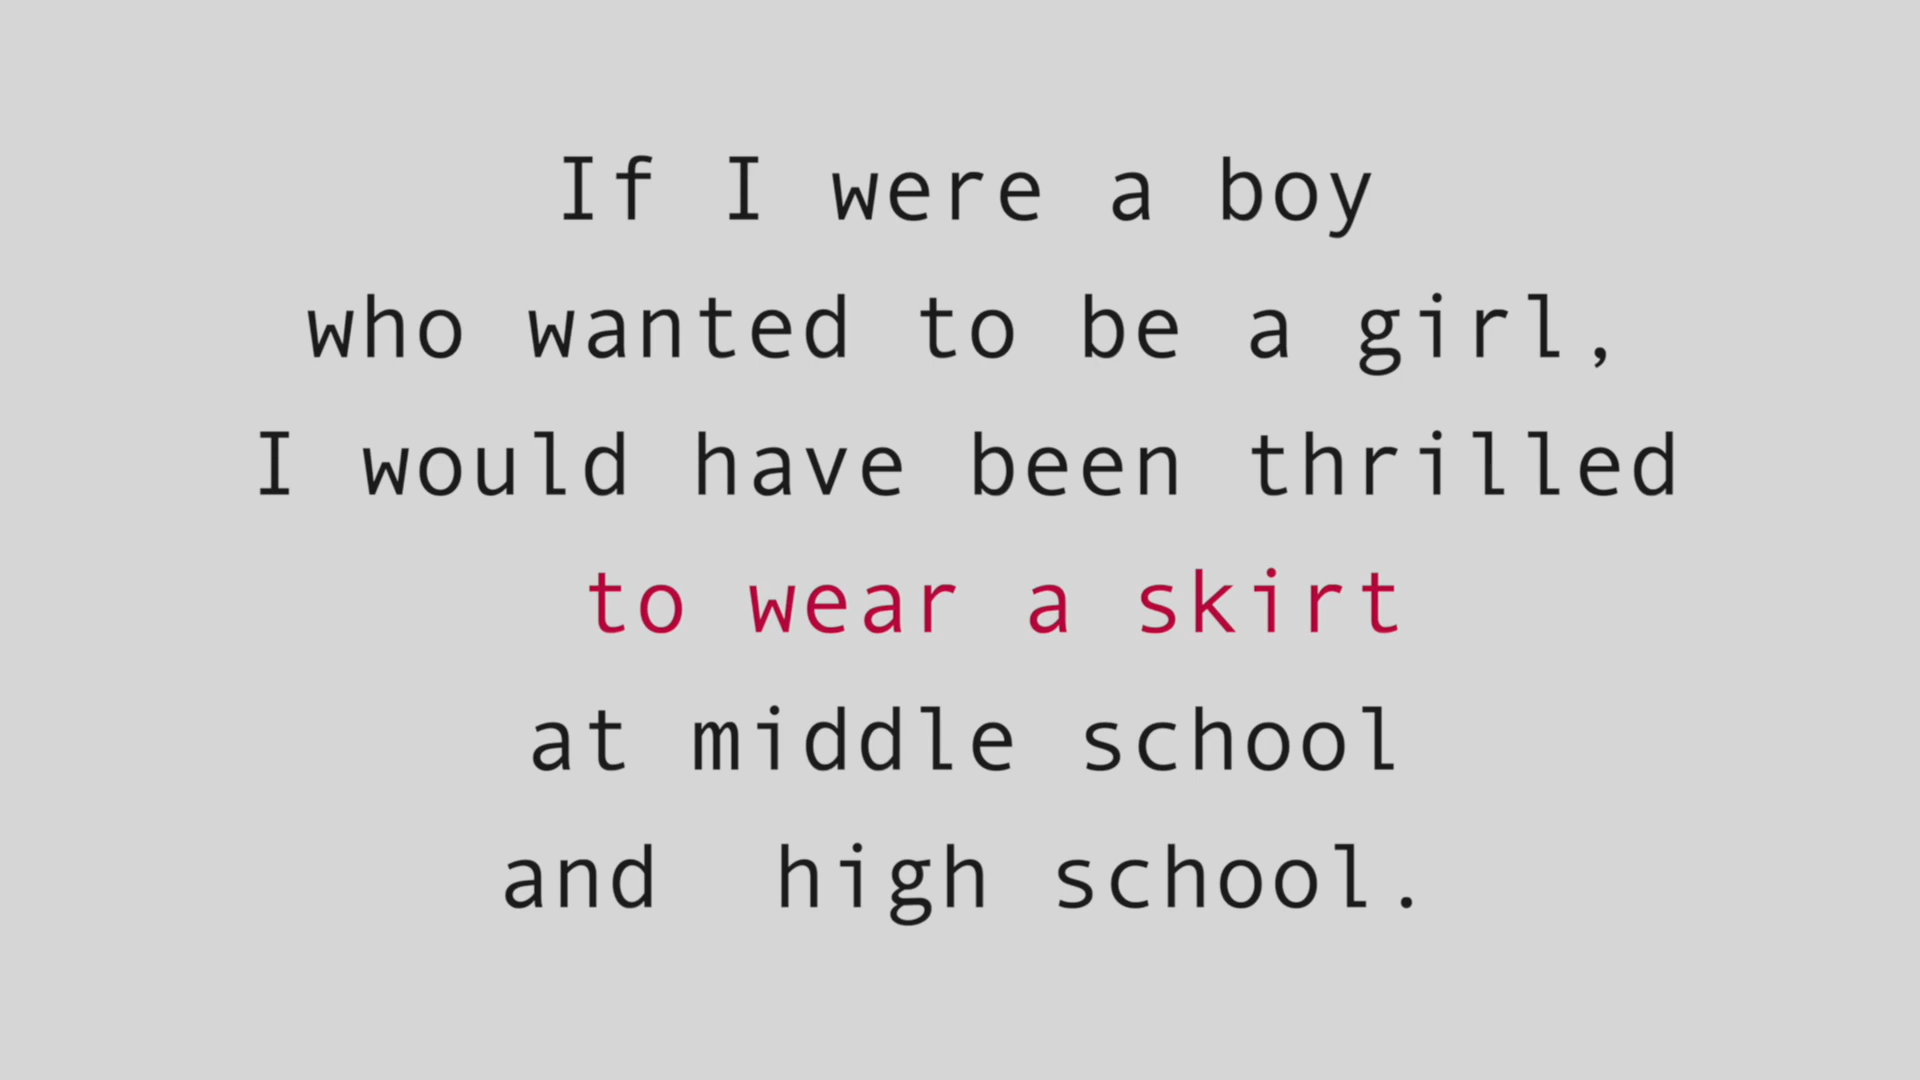 If I were a boy
who wanted to be a girl,
I would have been thrilled
to wear a skirt
at middle school
and  high school.